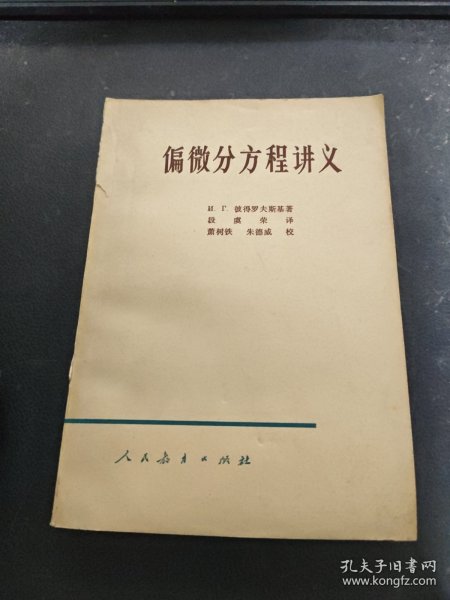 偏微分方程讲义
И. Г. 彼得罗夫斯基著
段虞荣 译
萧树铁 朱德威 校
人民教育出版社
孔夫子旧书网
www.kongfz.com